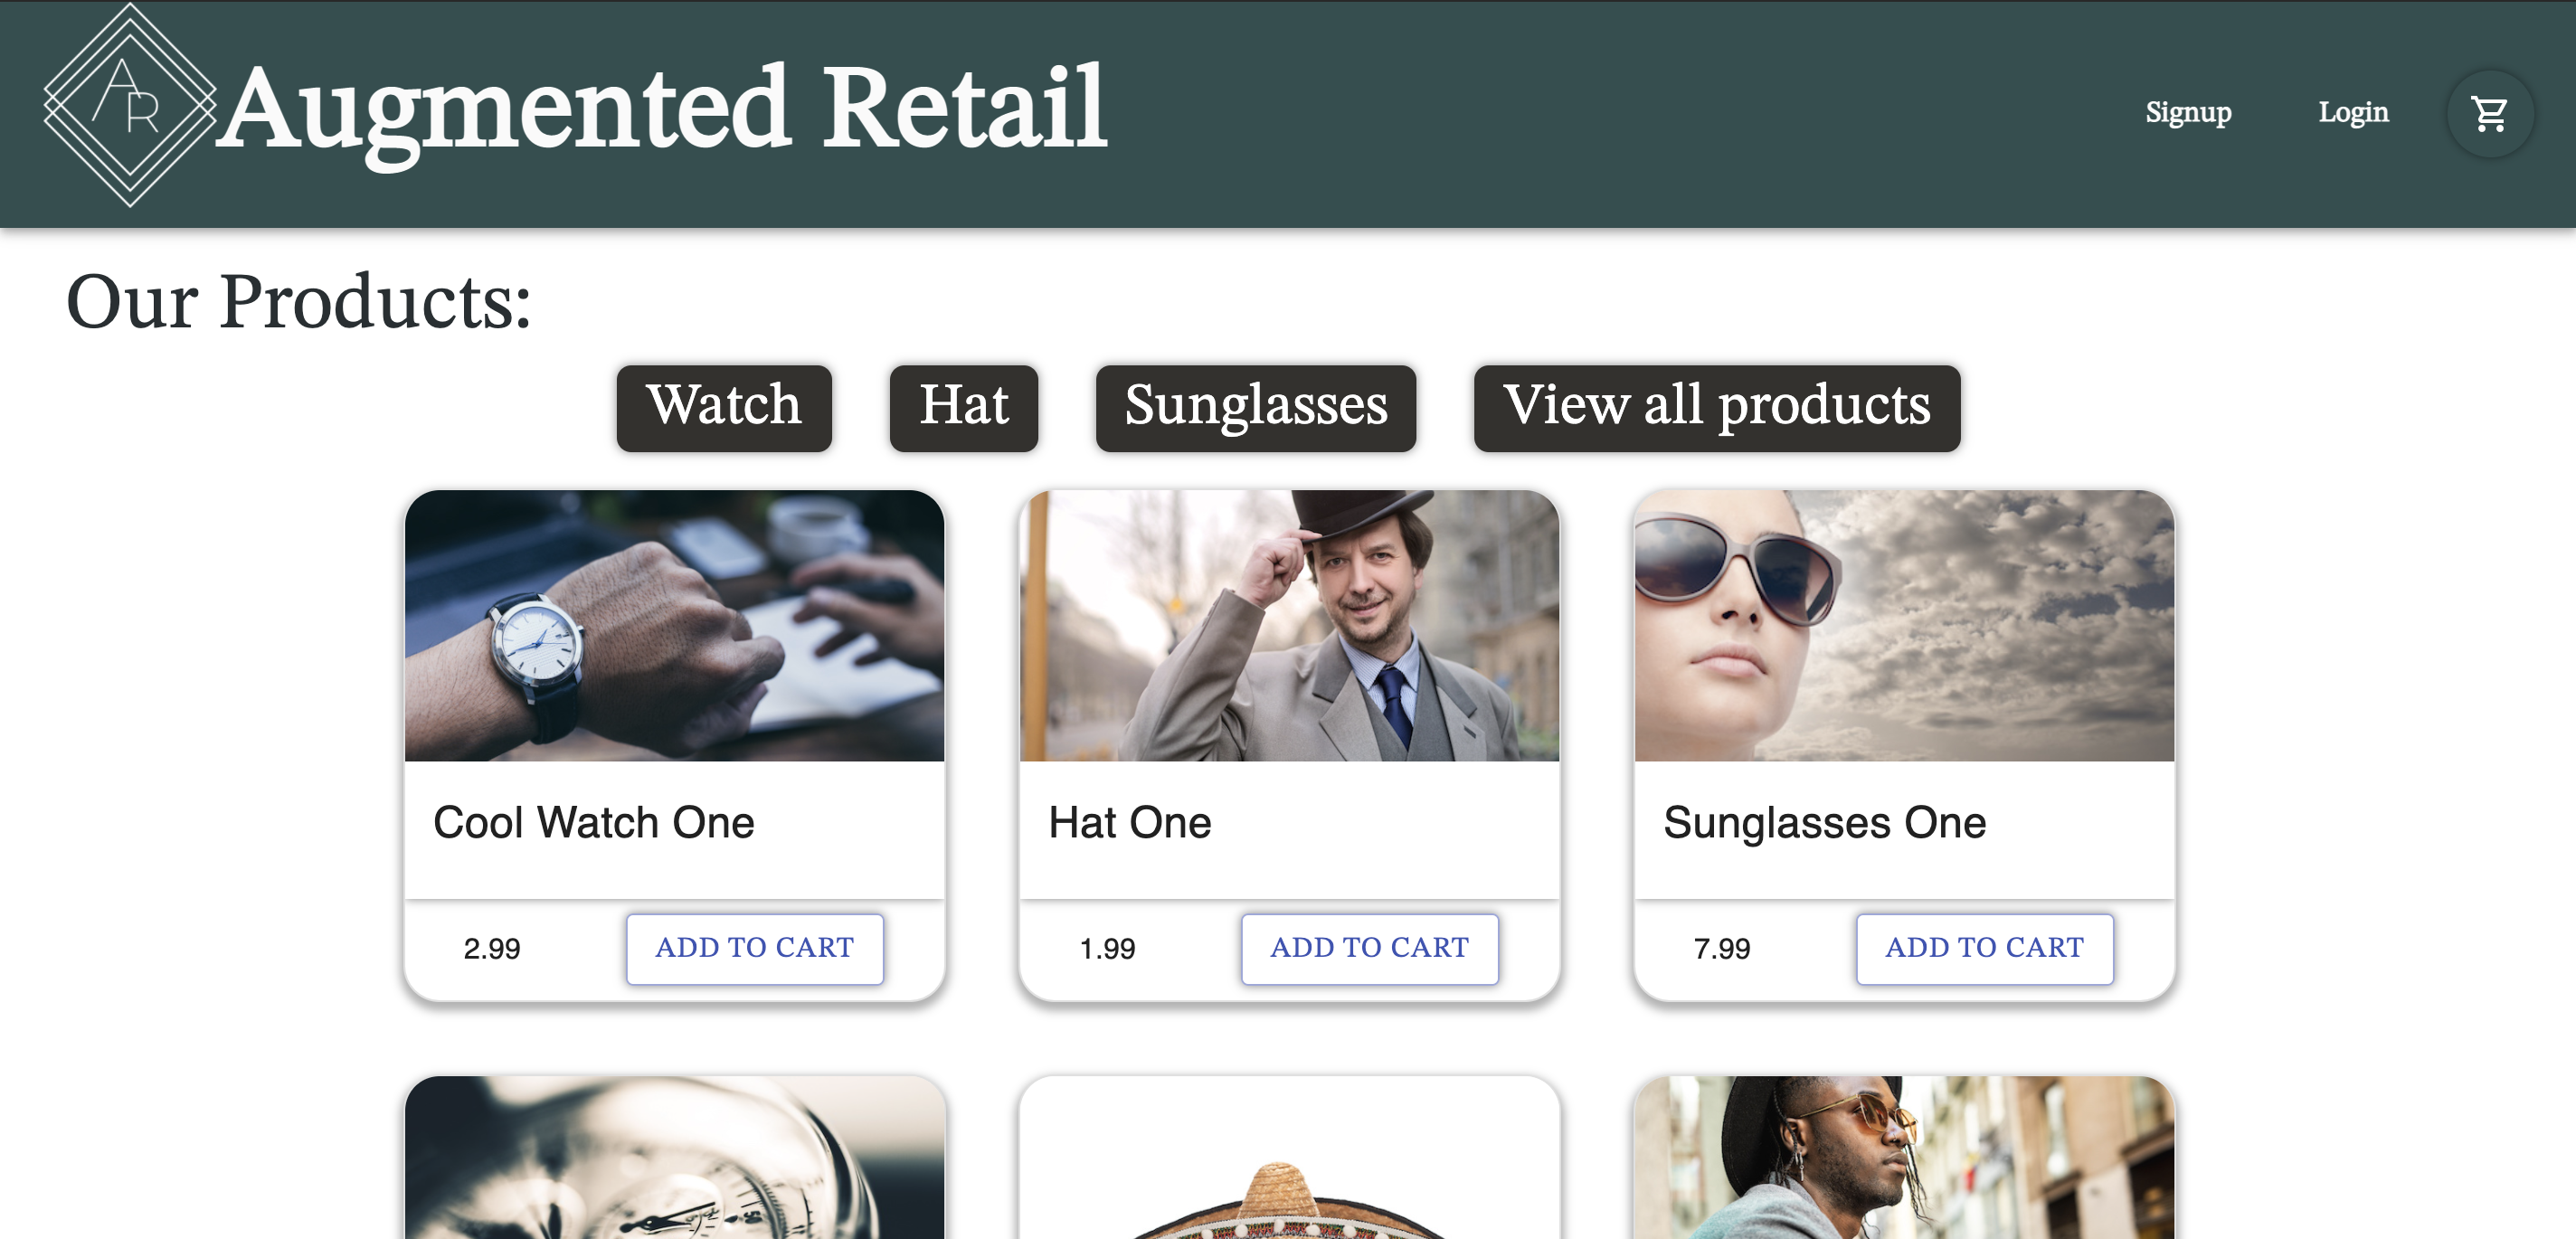 AR
Augmented Retail
Signup
Login
Our Products:
Watch
Hat
Sunglasses
View all products
Cool Watch One
Hat One
Sunglasses One
2.99
ADD TO CART
1.99
ADD TO CART
7.99
ADD TO CART